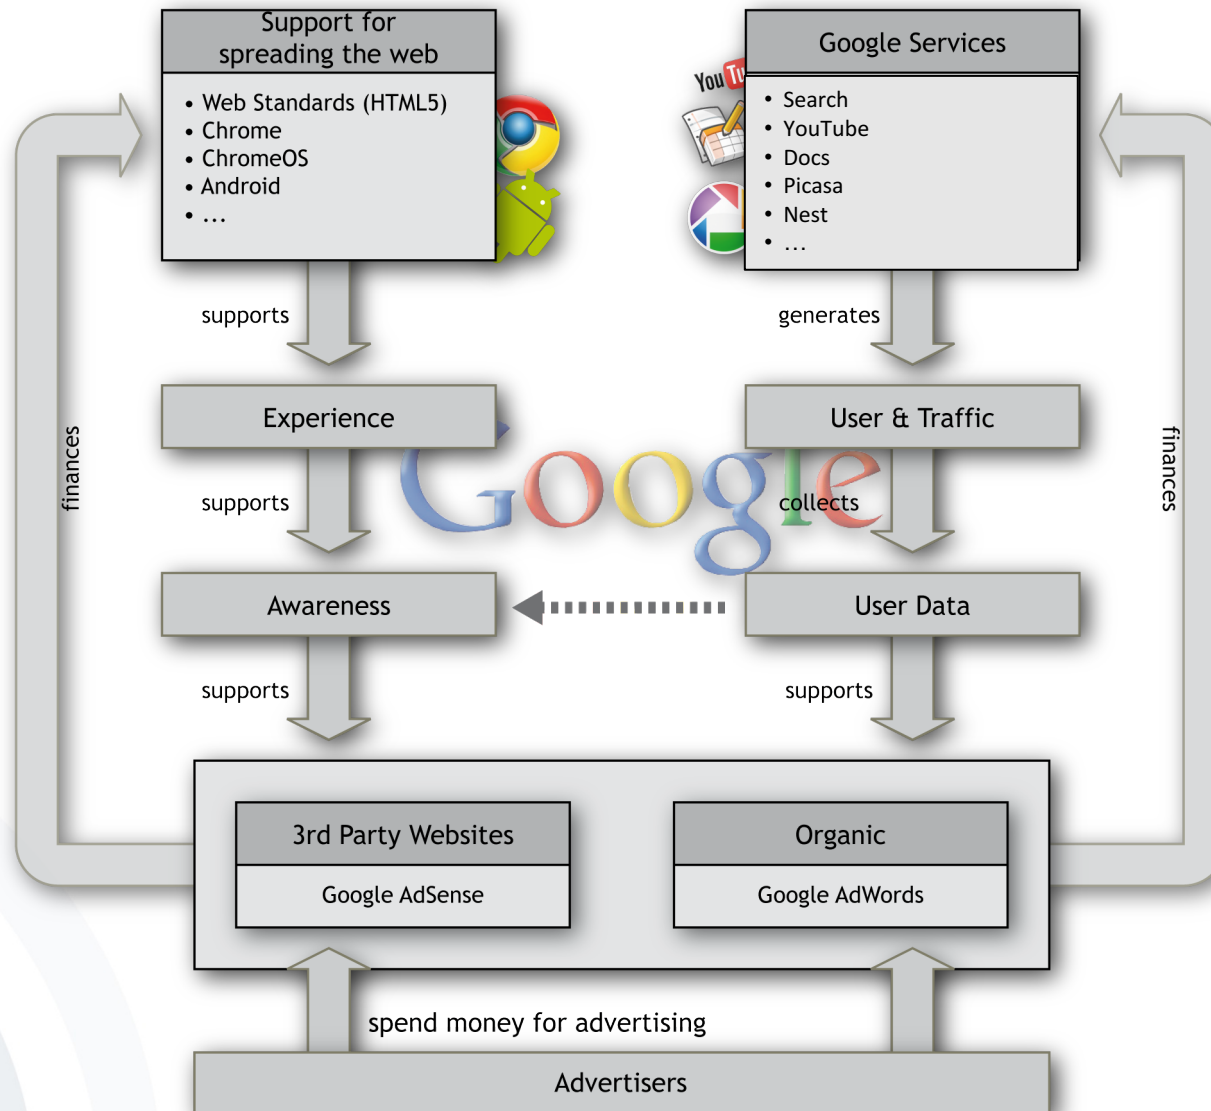 Support for
spreading the web
• Web Standards (HTML5)
• Chrome
• ChromeOS
• Android
• ...
You Tu
Google Services
• Search
• YouTube
• Docs
• Picasa
• Nest
• ...
supports
generates
Experience
User & Traffic
finances
finances
Google
supports
collects
Awareness
User Data
supports
supports
3rd Party Websites
Google AdSense
Organic
Google AdWords
spend money for advertising
Advertisers